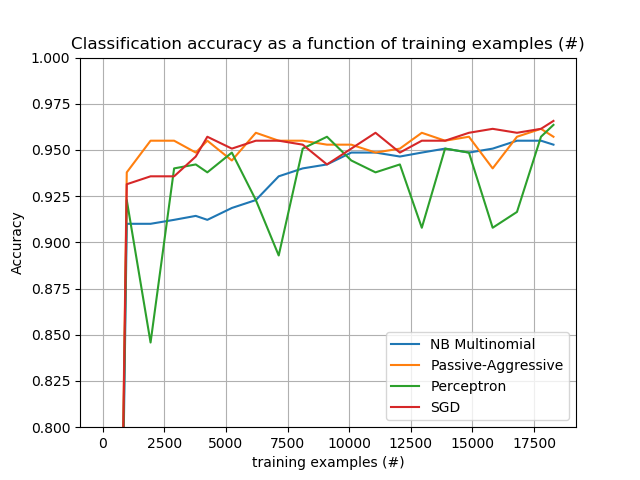 Classification accuracy as a function of training examples (#)
1.000
0.975
0.950
0.925
0.900
0.875
0.850
0.825
0.800
Accuracy
NB Multinomial
Passive-Aggressive
Perceptron
SGD
0 2500 5000 7500 10000 12500 15000 17500
training examples (#)